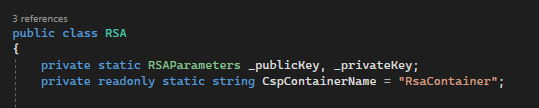 3 references
public class RSA
{
private static RSAParameters _publicKey, _privateKey;
private readonly static string CspContainerName = "RsaContainer";